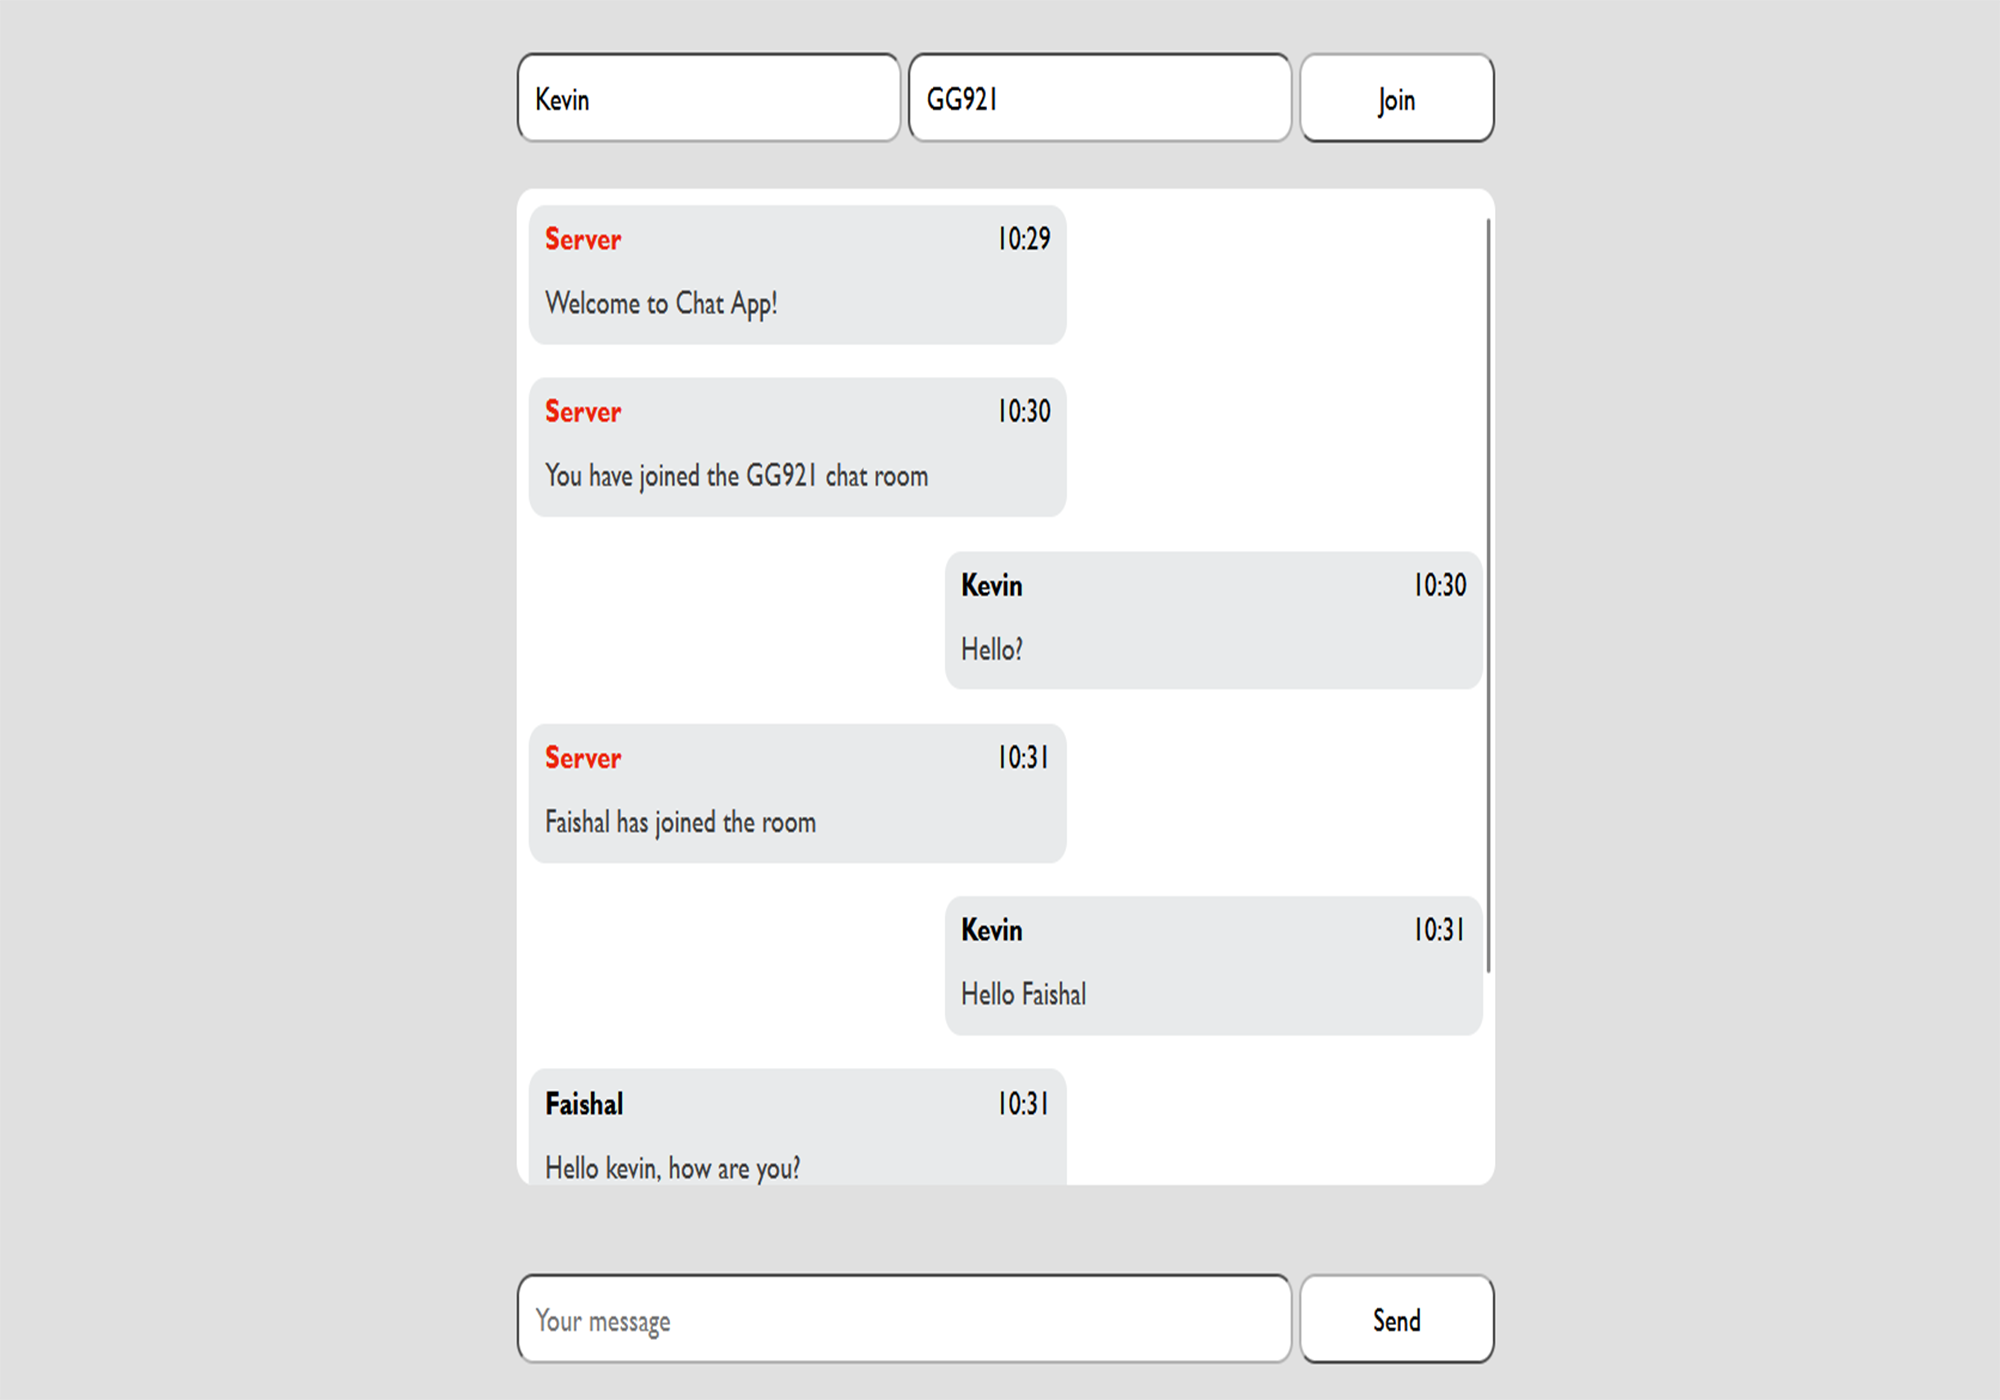 Kevin GG921 Join
Server 10:29
Welcome to Chat App!
Server 10:30
You have joined the GG921 chat room
Kevin 10:30
Hello?
Server 10:31
Faishal has joined the room
Kevin 10:31
Hello Faishal
Faishal 10:31
Hello kevin, how are you?
Your message Send